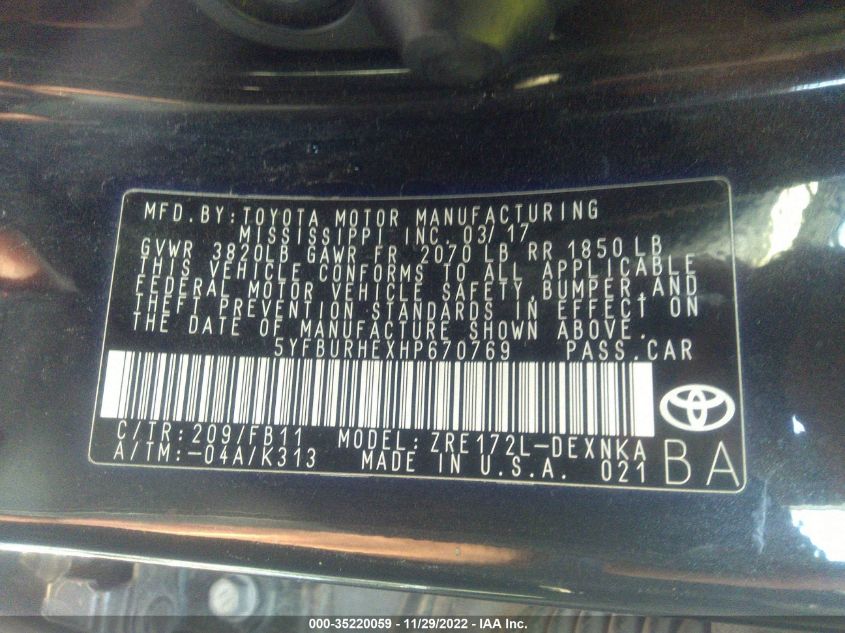 MFD.BY:TOYOTA MOTOR MANUFACTURING
MISSISSIPPI INC. 03/17
GVWR 3820LB GAWR FR 2070 LB RR 1850 LB
THIS VEHICLE CONFORMS TO ALL APPLICABLE
FEDERAL MOTOR VEHICLE SAFETY,BUMPER,AND
THEFT PREVENTION STANDARDS IN EFFECT ON
THE DATE OF MANUFACTURE SHOWN ABOVE.
5YFBURHEXHP670769 PASS.CAR
C/TR:209/FB11 MODEL:ZRE172L-DEXNKA
A/TM:-04A/K313 MADE IN U.S.A. 021
BA
000-35220059 - 11/29/2022 - IAA Inc.